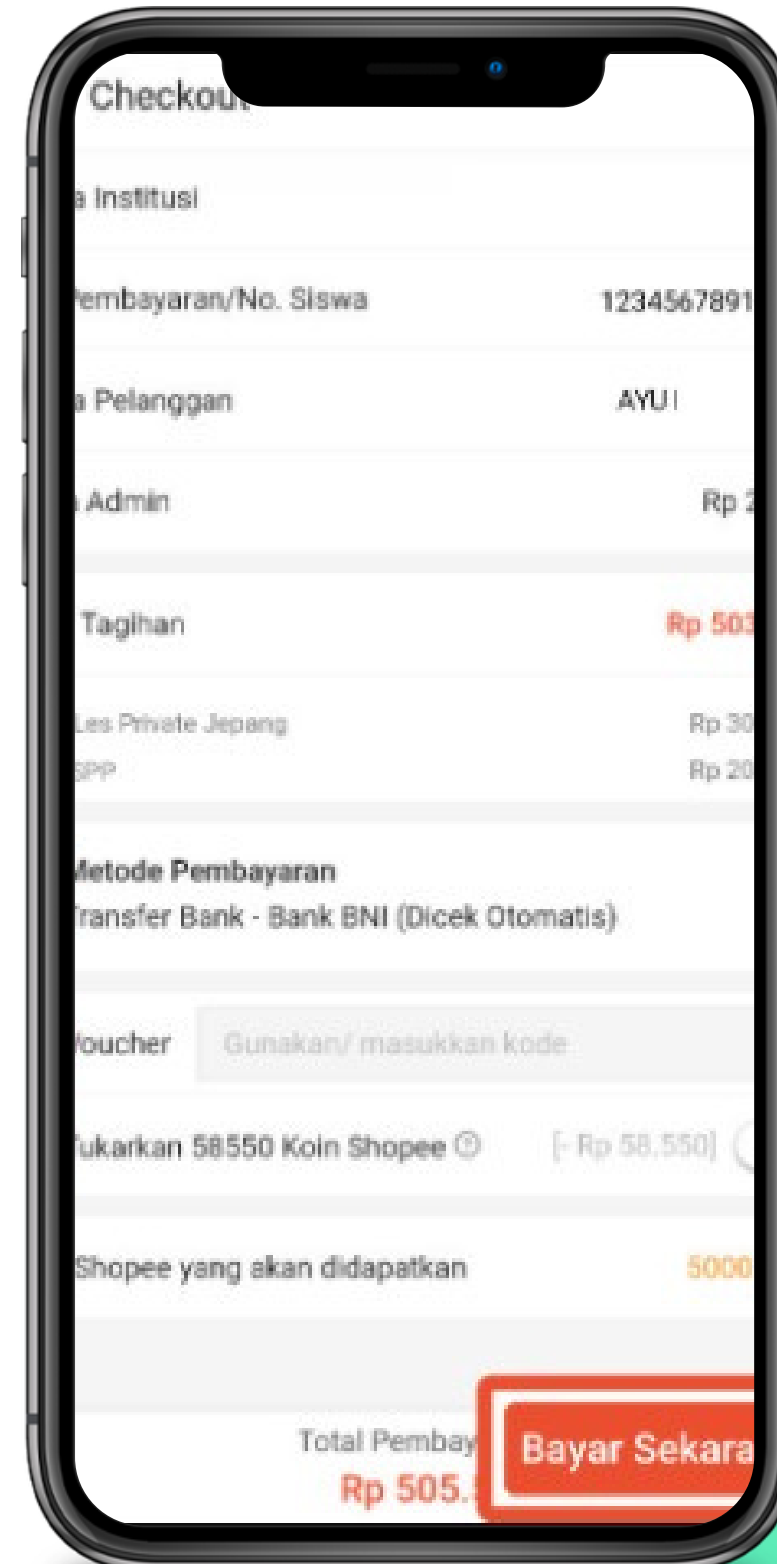 Checkout
a Institusi
Pembayaran/No. Siswa 1234567891
a Pelanggan AYU
Admin Rp 2
Tagihan Rp 503
Les Private Jepang Rp 30
SPP Rp 20
Metode Pembayaran
Transfer Bank - Bank BNI (Dicek Otomatis)
Voucher Gunakan/ masukkan kode
Tukarkan 58550 Koin Shopee [- Rp 58.550]
Shopee yang akan didapatkan 5000
Total Pembay
Rp 505.
Bayar Sekara